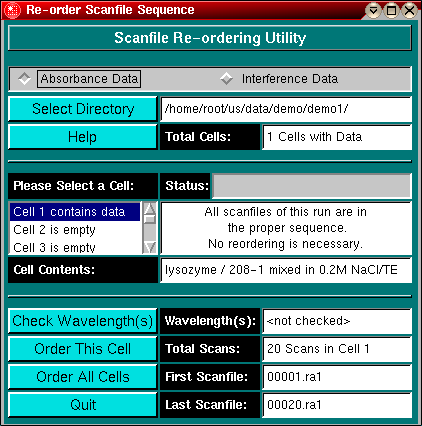 Re-order Scanfile Sequence
Scanfile Re-ordering Utility
Absorbance Data Interference Data
Select Directory /home/root/us/data/demo/demo1/
Help Total Cells: 1 Cells with Data
Please Select a Cell: Status:
Cell 1 contains data
Cell 2 is empty
Cell 3 is empty
All scanfiles of this run are in
the proper sequence.
No reordering is necessary.
Cell Contents: lysozyme / 208-1 mixed in 0.2M NaCl/TE
Check Wavelength(s) Wavelength(s): <not checked>
Order This Cell Total Scans: 20 Scans in Cell 1
Order All Cells First Scanfile: 00001.ra1
Quit Last Scanfile: 00020.ra1